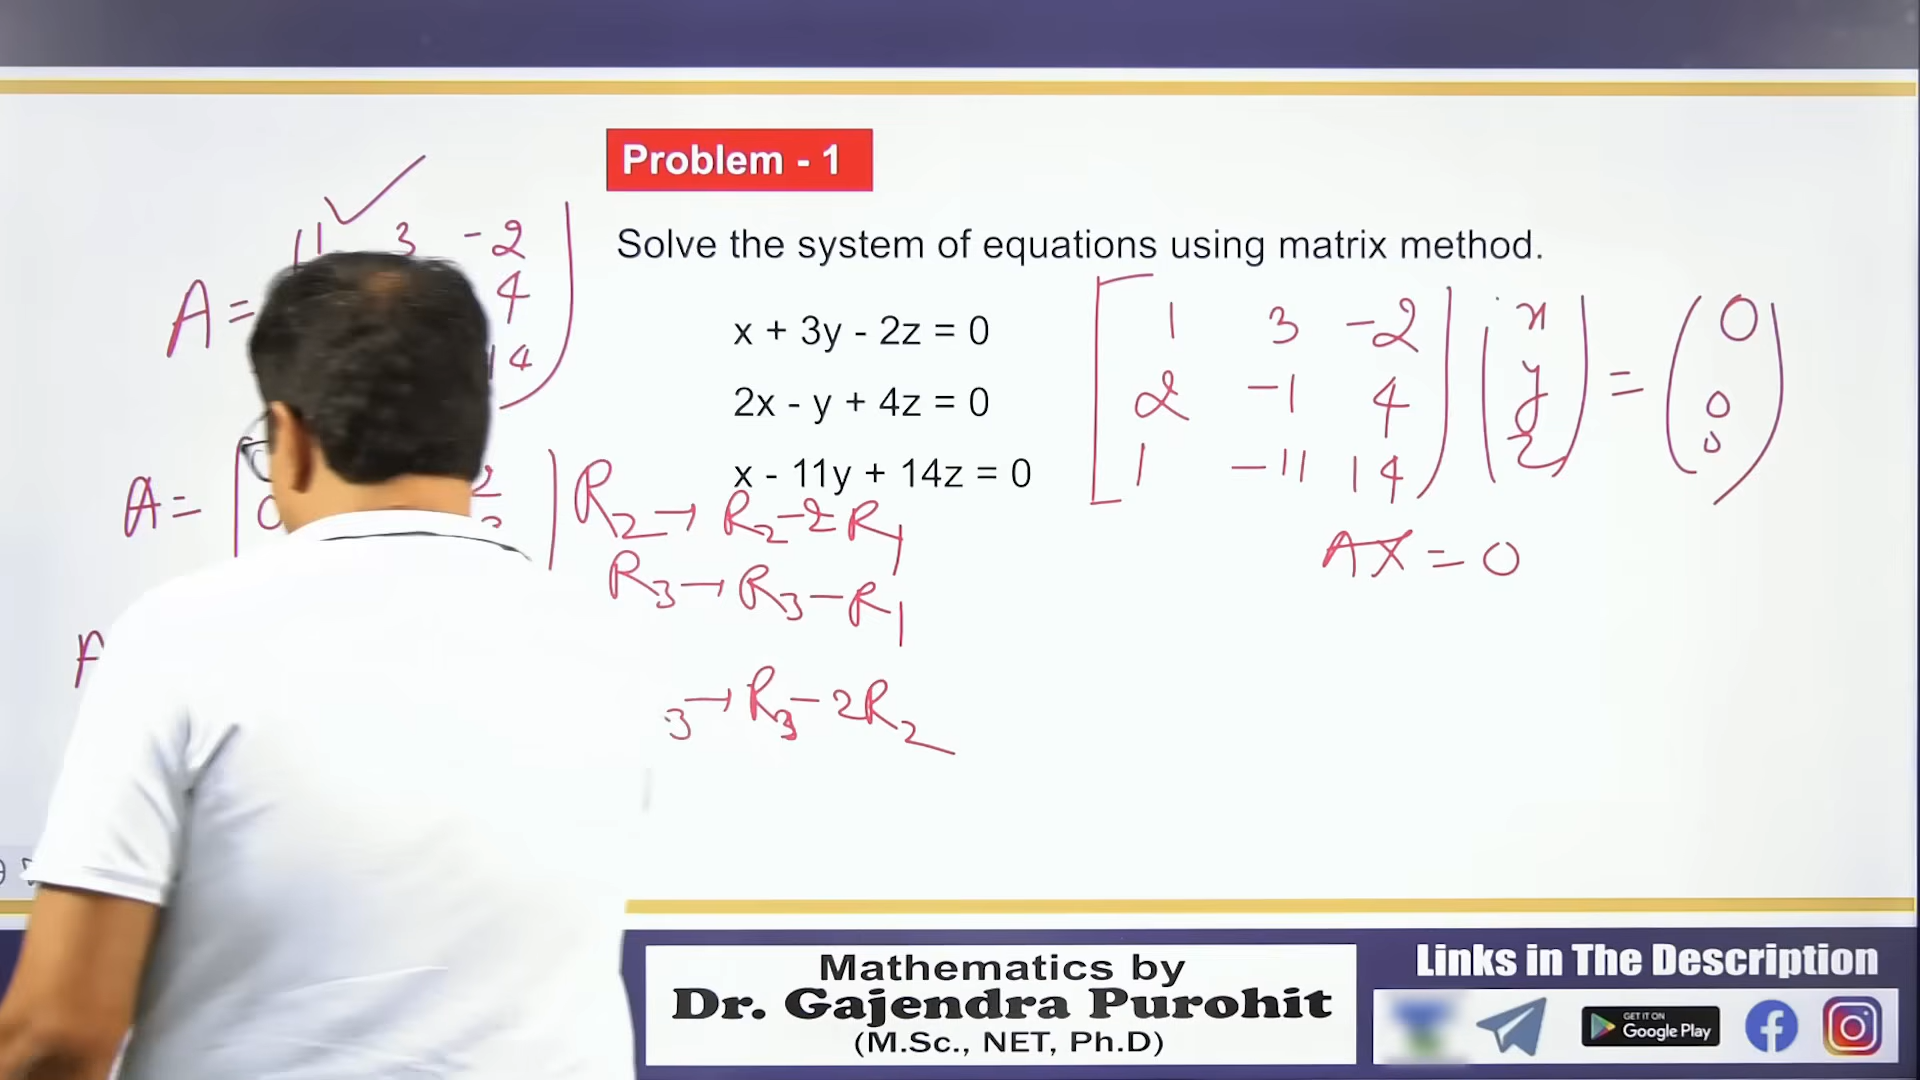 Problem - 1
Solve the system of equations using matrix method.
x + 3y - 2z = 0
2x - y + 4z = 0
x - 11y + 14z = 0
A = 1 3 -2
4
14
[1 3 -2] (x) = (0)
2 -1 4 y 0
1 -11 14 z 0
AX = 0
A = R2 → R2 - 2R1
0
R3 → R3 - R1
A
3 → R3 - 2R2
Mathematics by
Dr. Gajendra Purohit
(M.Sc., NET, Ph.D)
Links in The Description
GET IT ON
Google Play